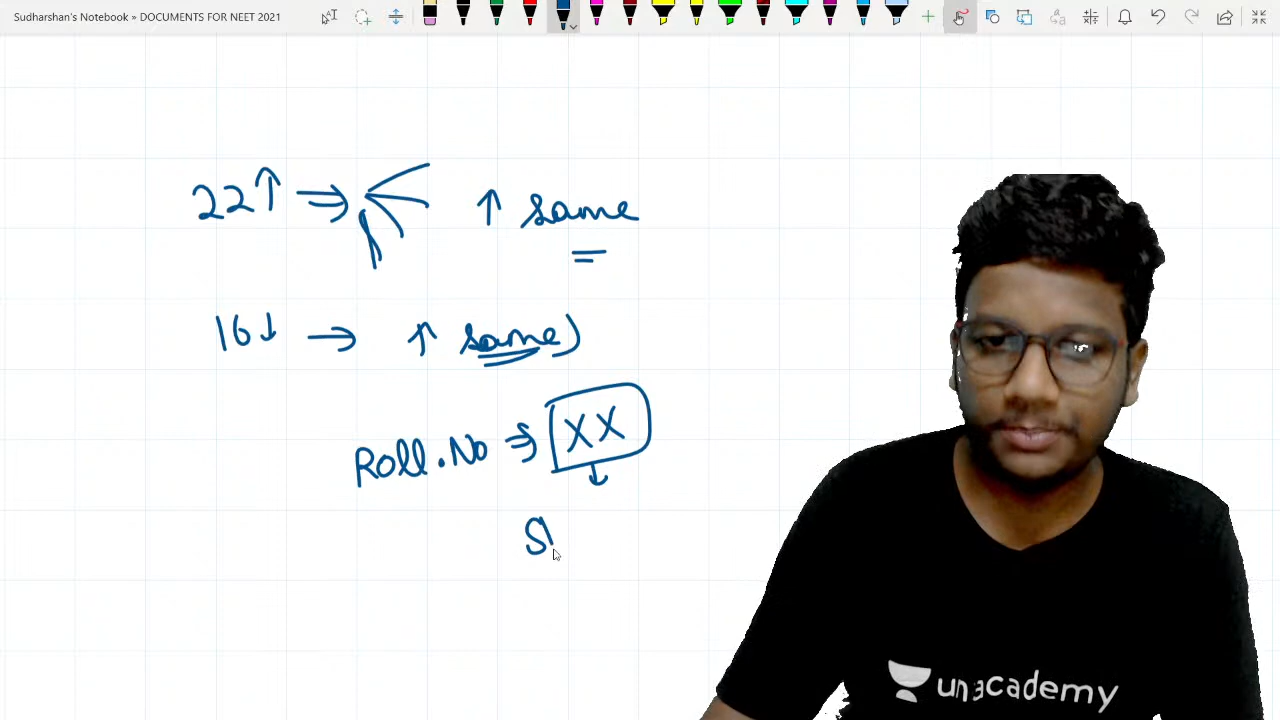 Sudharshan's Notebook » DOCUMENTS FOR NEET 2021
22↑ ⇒ ↑ same
16↓ → ↑ same)
Roll.No ⇒ XX
↓
S
unacademy